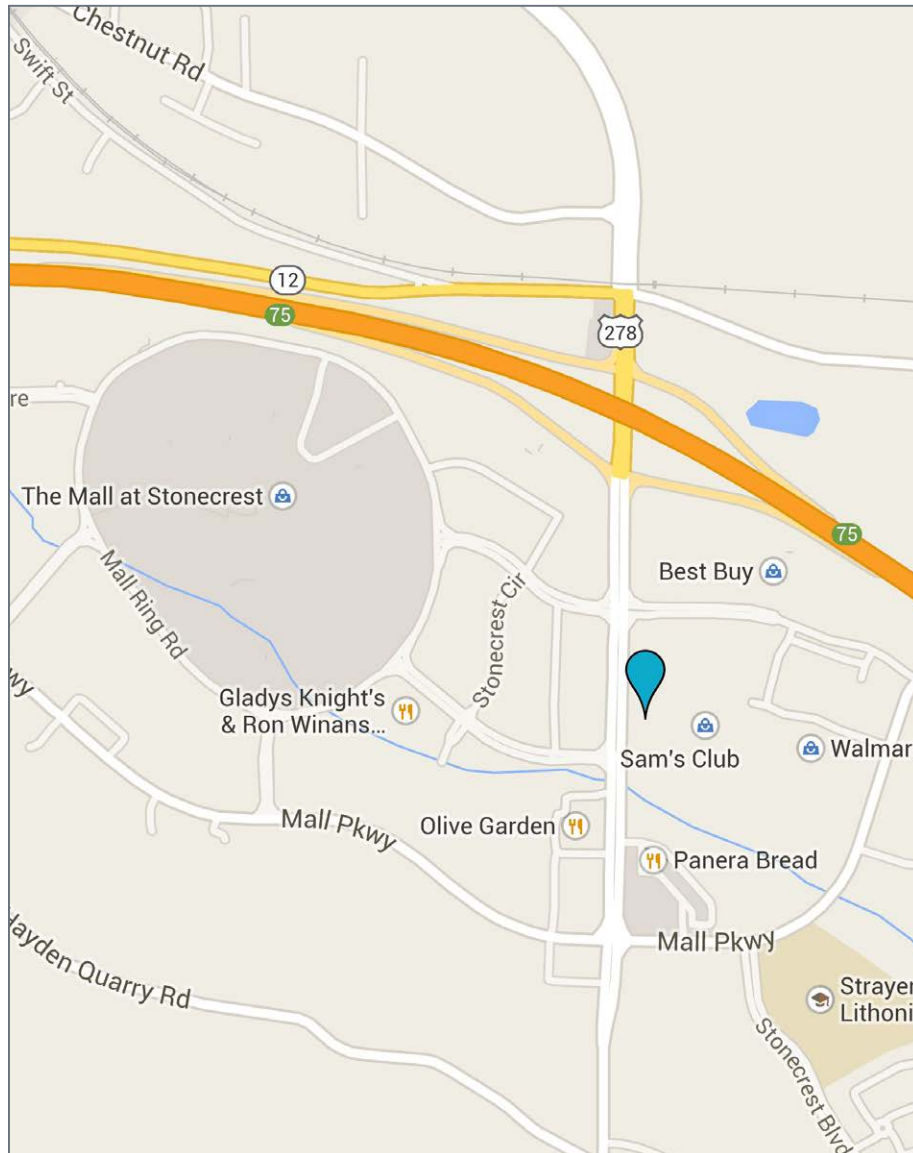 Chestnut Rd
Swift St
12
75
278
re
The Mall at Stonecrest
75
Best Buy
Mall Ring Rd
Stonecrest Cir
wy
Gladys Knight's
& Ron Winans...
Sam's Club
Walmar
Mall Pkwy
Olive Garden
Panera Bread
Mall Pkwy
Hayden Quarry Rd
Strayer
Lithoni
Stonecrest Blvd